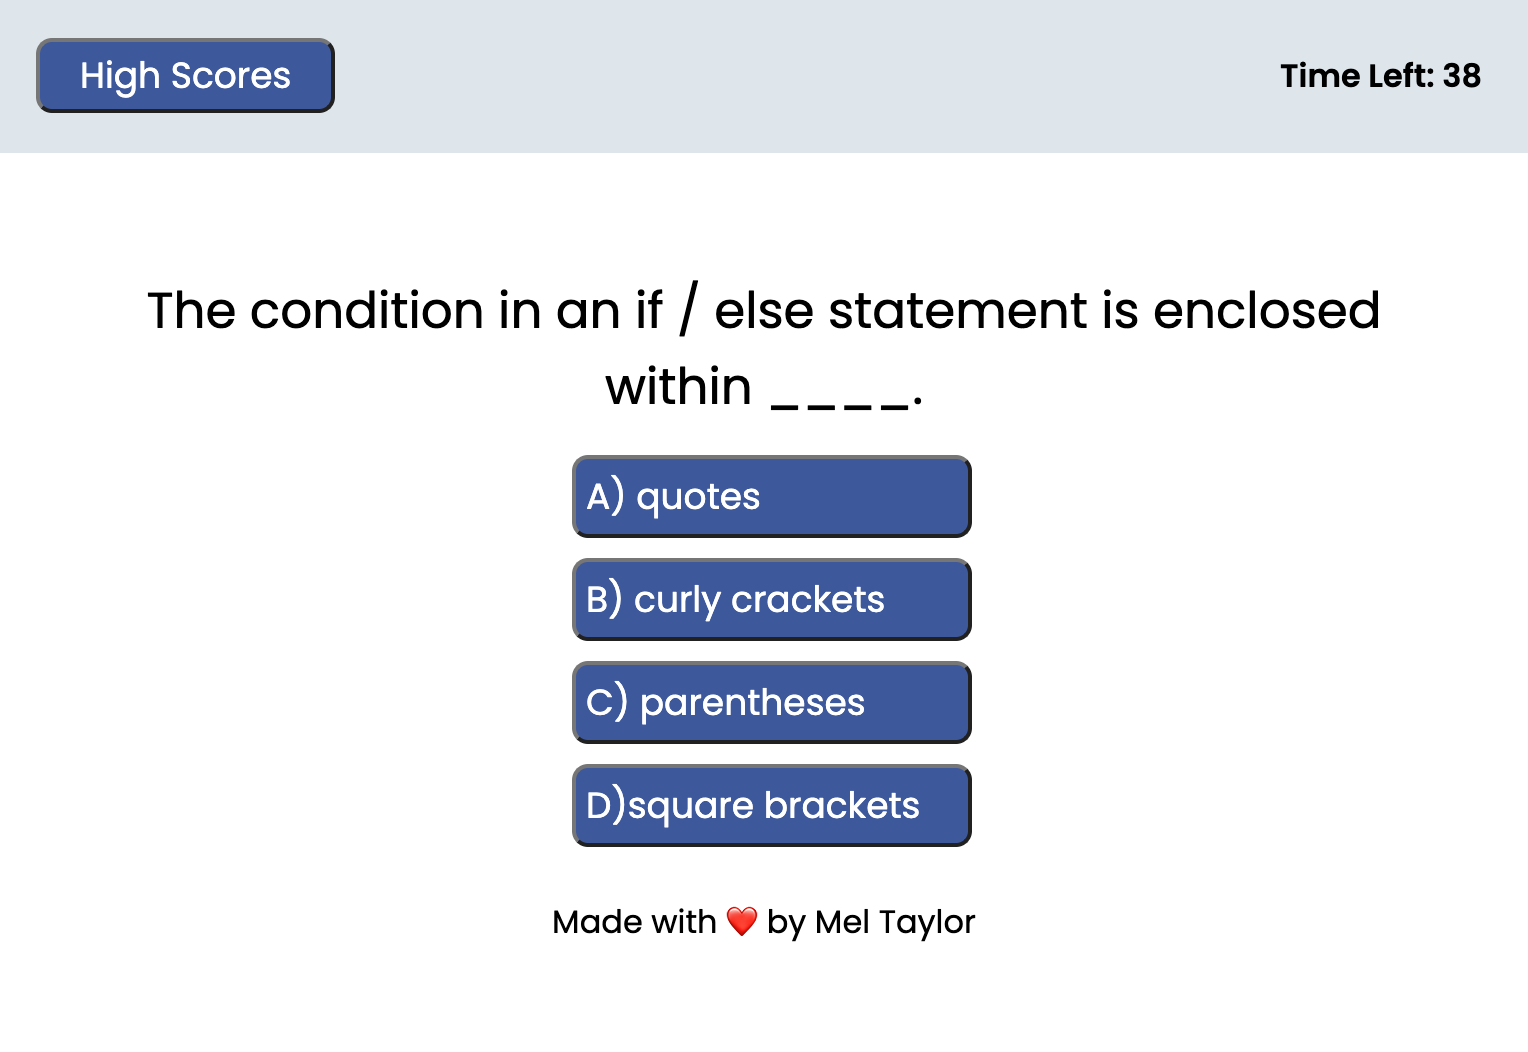 High Scores
Time Left: 38
The condition in an if / else statement is enclosed
within ____.
A) quotes
B) curly crackets
C) parentheses
D)square brackets
Made with ❤️ by Mel Taylor